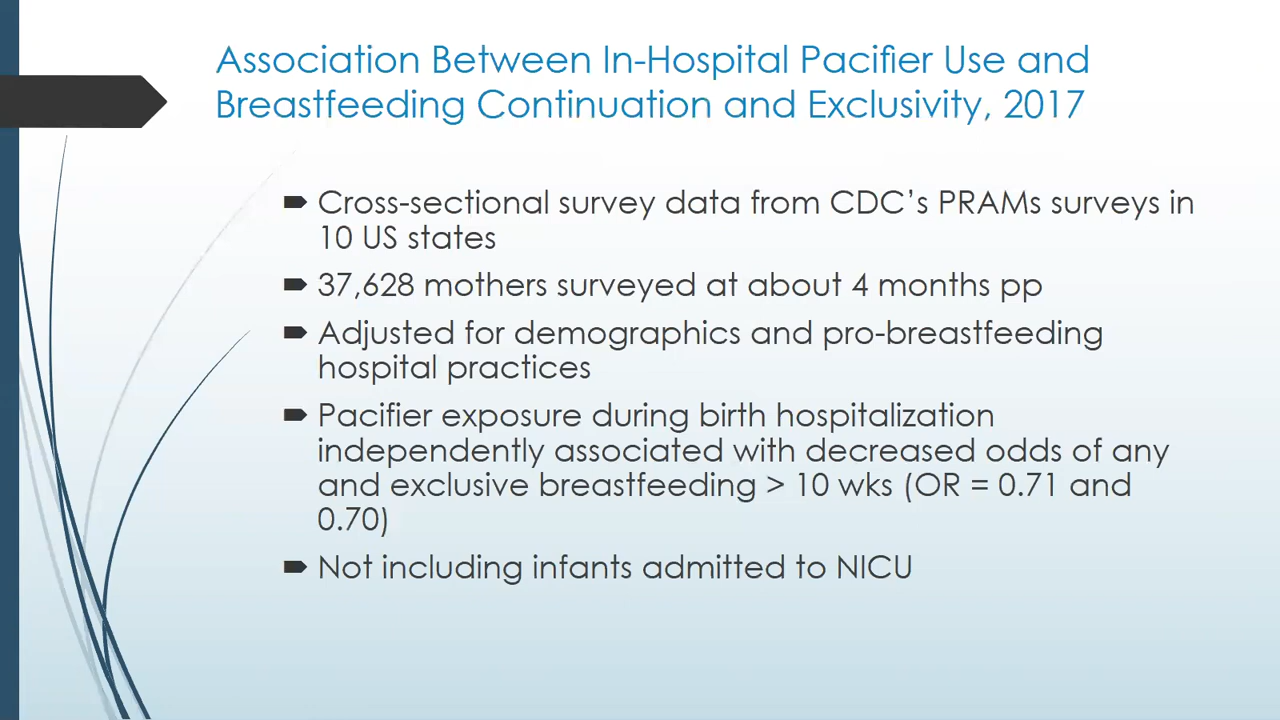 Association Between In-Hospital Pacifier Use and
Breastfeeding Continuation and Exclusivity, 2017
Cross-sectional survey data from CDC’s PRAMs surveys in
10 US states
37,628 mothers surveyed at about 4 months pp
Adjusted for demographics and pro-breastfeeding
hospital practices
Pacifier exposure during birth hospitalization
independently associated with decreased odds of any
and exclusive breastfeeding > 10 wks (OR = 0.71 and
0.70)
Not including infants admitted to NICU